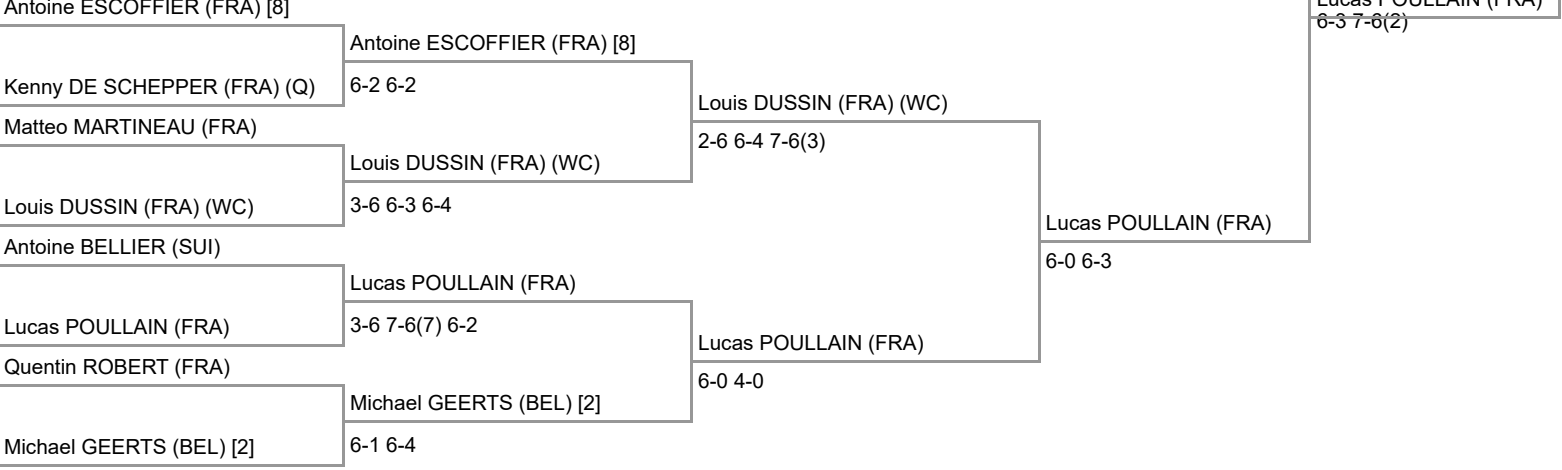 Antoine ESCOFFIER (FRA) [8]
Lucas POULLAIN (FRA)
6-3 7-6(2)
Antoine ESCOFFIER (FRA) [8]
Kenny DE SCHEPPER (FRA) (Q)
6-2 6-2
Louis DUSSIN (FRA) (WC)
Matteo MARTINEAU (FRA)
2-6 6-4 7-6(3)
Louis DUSSIN (FRA) (WC)
Louis DUSSIN (FRA) (WC)
3-6 6-3 6-4
Lucas POULLAIN (FRA)
Antoine BELLIER (SUI)
6-0 6-3
Lucas POULLAIN (FRA)
Lucas POULLAIN (FRA)
3-6 7-6(7) 6-2
Lucas POULLAIN (FRA)
Quentin ROBERT (FRA)
6-0 4-0
Michael GEERTS (BEL) [2]
Michael GEERTS (BEL) [2]
6-1 6-4